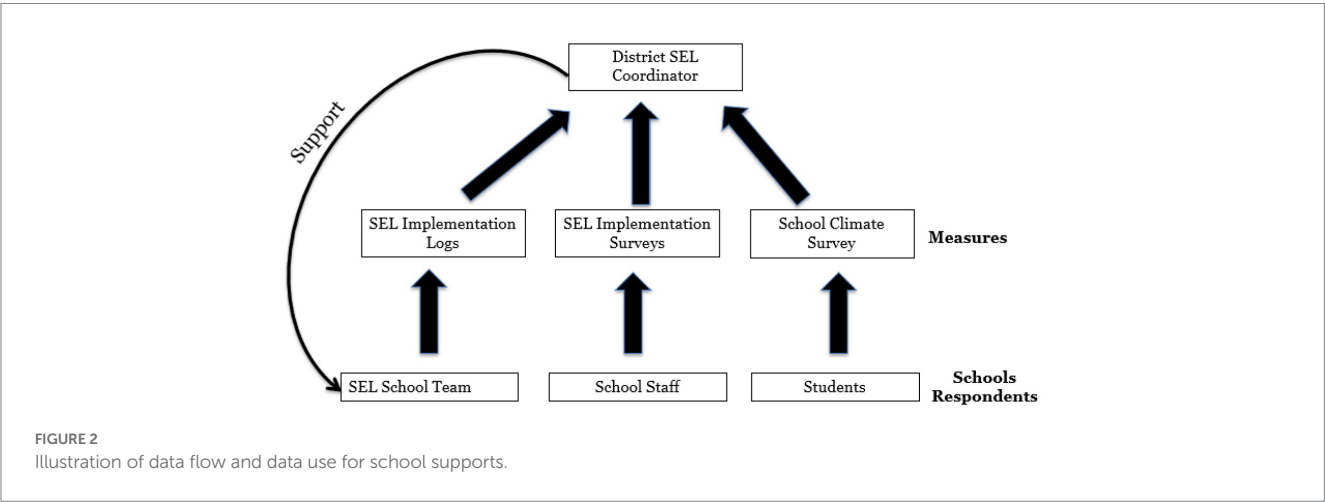 District SEL
Coordinator
Support
SEL Implementation
Logs
SEL Implementation
Surveys
School Climate
Survey
Measures
SEL School Team
School Staff
Students
Schools
Respondents
FIGURE 2
Illustration of data flow and data use for school supports.